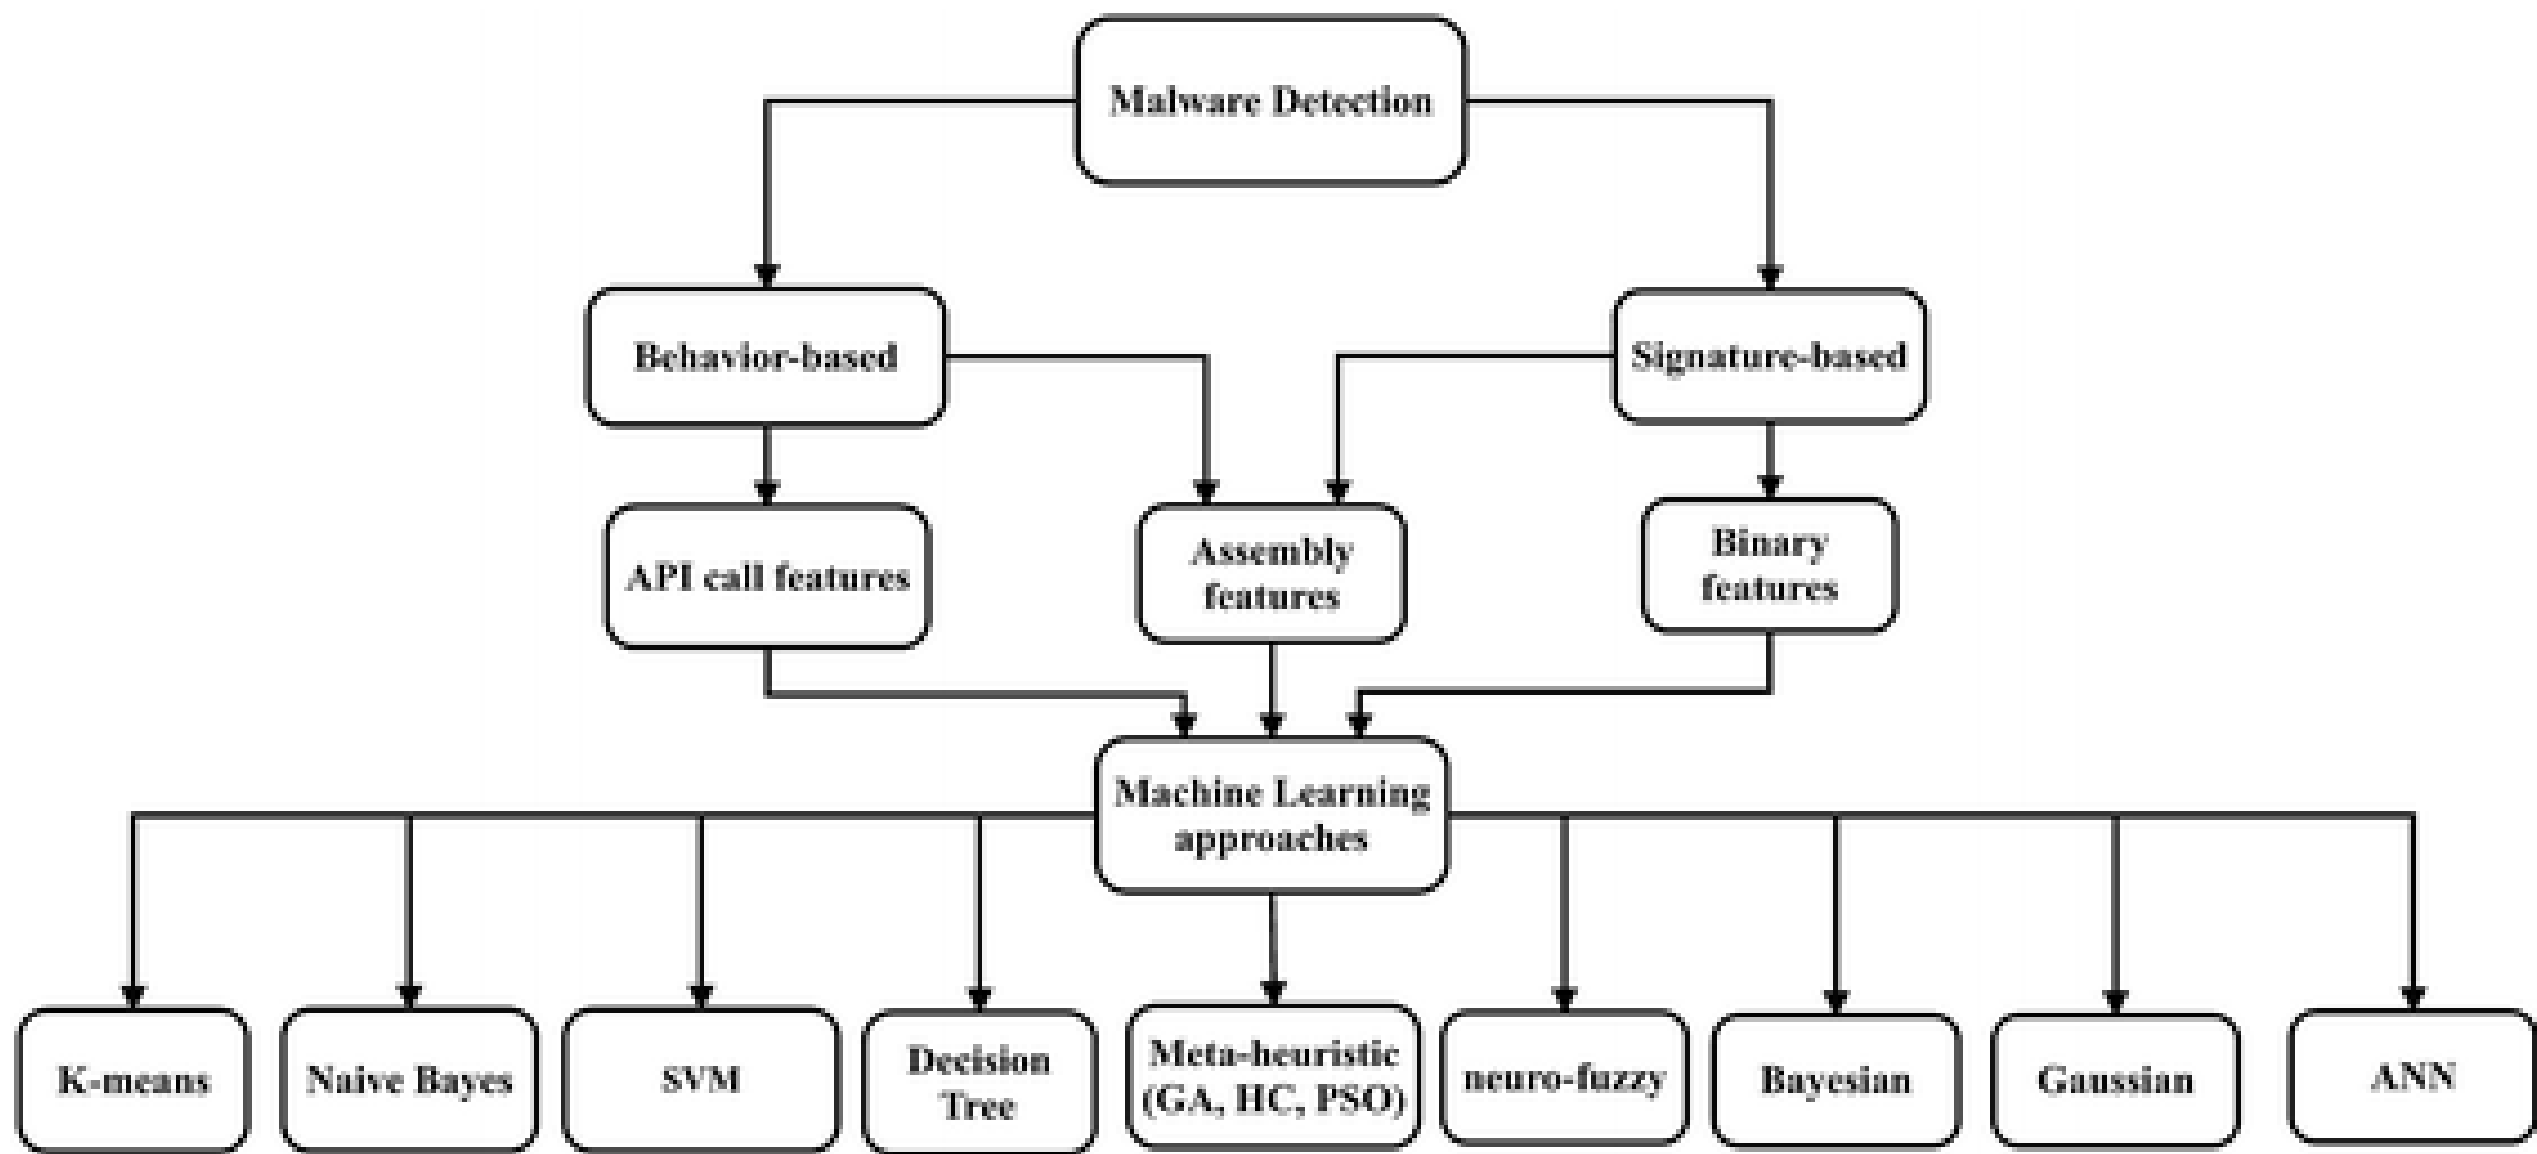 Malware Detection
Behavior-based
Signature-based
API call features
Assembly
features
Binary
features
Machine Learning
approaches
K-means
Naive Bayes
SVM
Decision
Tree
Meta-heuristic
(GA, HC, PSO)
neuro-fuzzy
Bayesian
Gaussian
ANN